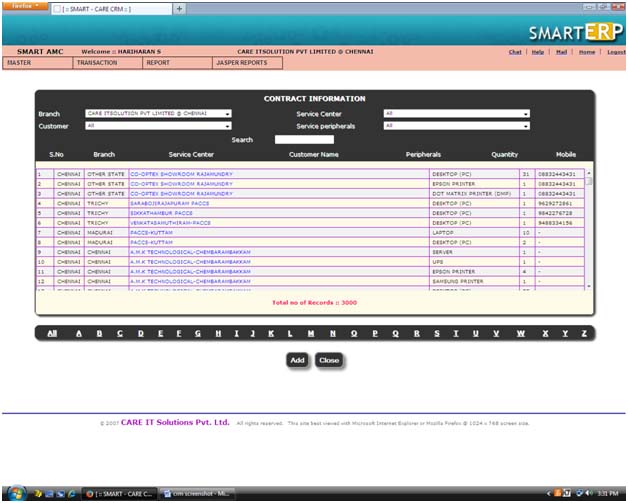 Firefox
[ :: SMART - CARE CRM :: ]
SMARTERP
SMART AMC Welcome :: HARIHARAN S CARE ITSOLUTION PVT LIMITED @ CHENNAI Chat | Help | Mail | Home | Logout
MASTER TRANSACTION REPORT JASPER REPORTS
CONTRACT INFORMATION
Branch CARE ITSOLUTION PVT LIMITED @ CHENNAI Service Center All
Customer All Service peripherals All
Search
S.No Branch Service Center Customer Name Peripherals Quantity Mobile
1 CHENNAI OTHER STATE CO-OPTEX SHOWROOM RAJAMUNDRY DESKTOP (PC) 31 08832443431
2 CHENNAI OTHER STATE CO-OPTEX SHOWROOM RAJAMUNDRY EPSON PRINTER 1 08832443431
3 CHENNAI OTHER STATE CO-OPTEX SHOWROOM RAJAMUNDRY DOT MATRIX PRINTER (DMP) 1 08832443431
4 CHENNAI TRICHY SARABOJIRAJAPURAM PACCS DESKTOP (PC) 1 9629272861
5 CHENNAI TRICHY SIKKATHAMBUR PACCS DESKTOP (PC) 1 9842276728
6 CHENNAI TRICHY VENKATASAMUTHIRAM-PACCS DESKTOP (PC) 1 9488334156
7 CHENNAI MADURAI PACCS-KUTTAM LAPTOP 10 -
8 CHENNAI MADURAI PACCS-KUTTAM DESKTOP (PC) 2 -
9 CHENNAI CHENNAI A.M.K TECHNOLOGICAL-CHEMBARAMBAKKAM SERVER 1 -
10 CHENNAI CHENNAI A.M.K TECHNOLOGICAL-CHEMBARAMBAKKAM UPS 1 -
11 CHENNAI CHENNAI A.M.K TECHNOLOGICAL-CHEMBARAMBAKKAM EPSON PRINTER 4 -
12 CHENNAI CHENNAI A.M.K TECHNOLOGICAL-CHEMBARAMBAKKAM SAMSUNG PRINTER 1 -
Total no of Records :: 3000
All A B C D E F G H I J K L M N O P Q R S T U V W X Y Z
Add Close
© 2007 CARE IT Solutions Pvt. Ltd. All rights reserved. This site best viewed with Microsoft Internet Explorer or Mozilla Firefox @ 1024 x 768 screen size.
[ :: SMART - CARE C... crm screenshot - Mi... 3:31 PM